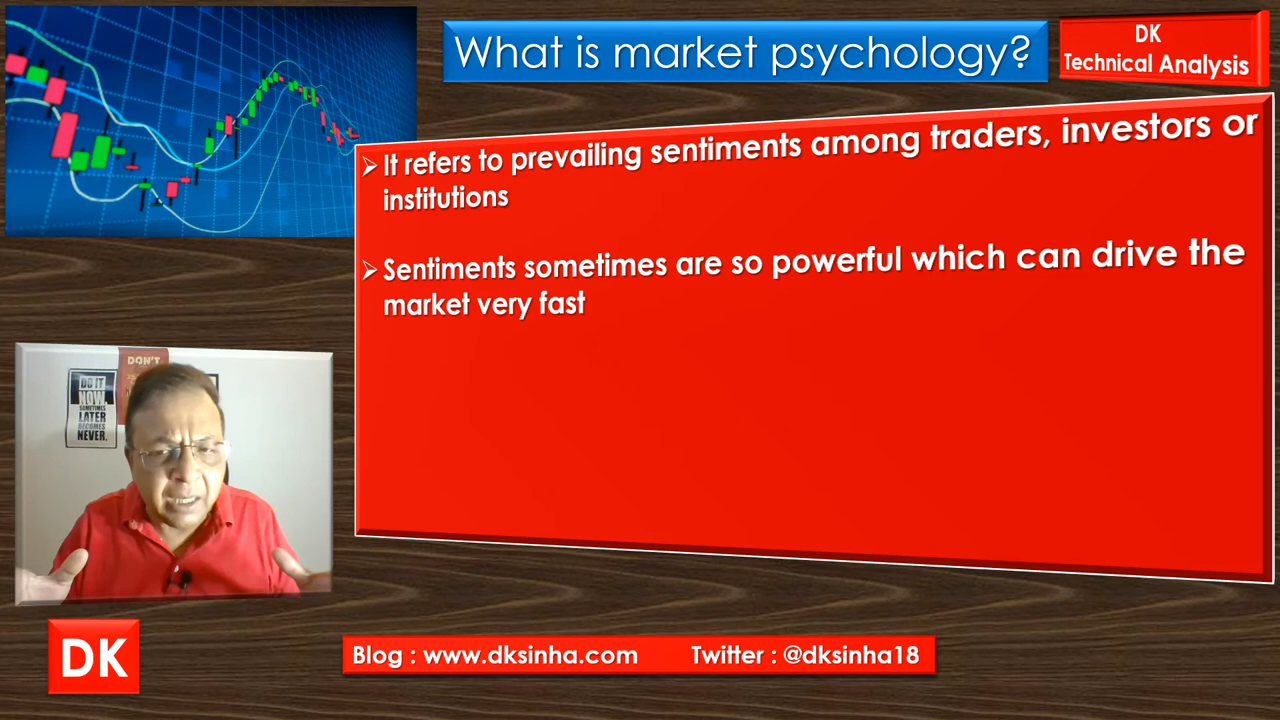 What is market psychology?
DK
Technical Analysis
➢ It refers to prevailing sentiments among traders, investors or
institutions
➢ Sentiments sometimes are so powerful which can drive the
market very fast
DON'T
DO IT
NOW.
SOMETIMES
LATER
BECOMES
NEVER.
DK
Blog : www.dksinha.com Twitter : @dksinha18